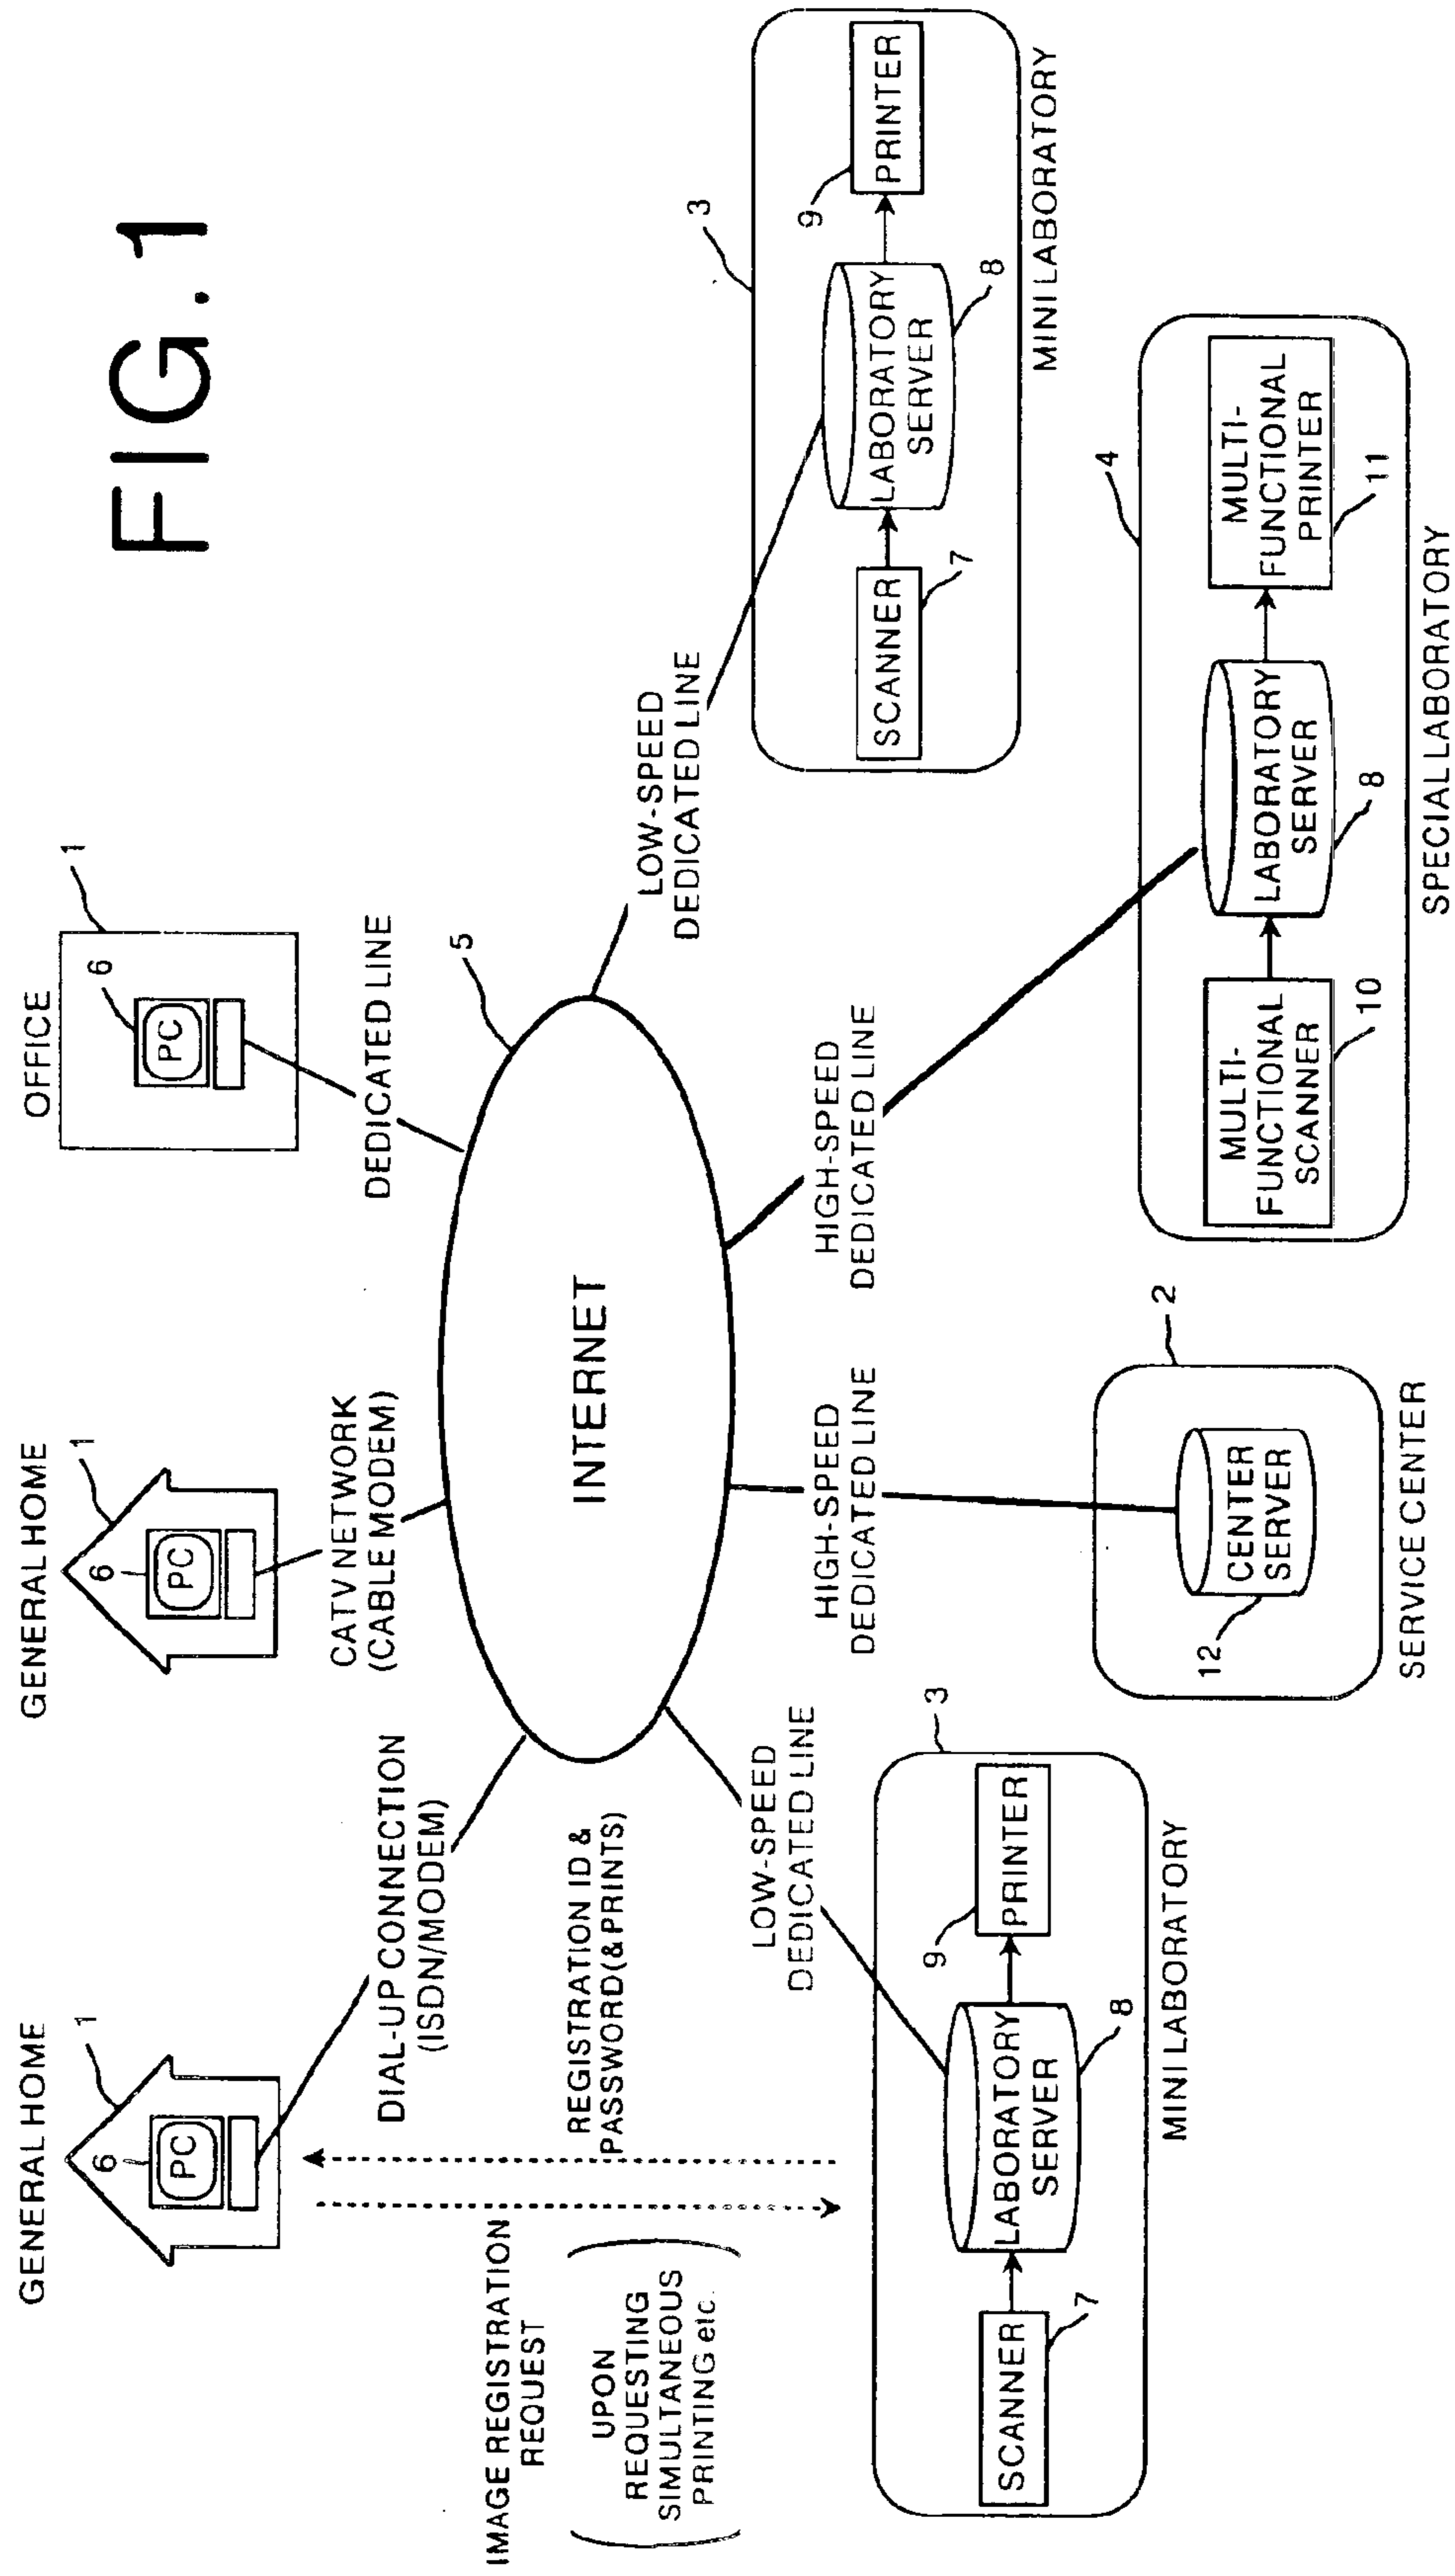 FIG.1
GENERAL HOME
1
6
PC
GENERAL HOME
1
6
PC
OFFICE
1
6
PC
DIAL-UP CONNECTION
(ISDN/MODEM)
CATV NETWORK
(CABLE MODEM)
DEDICATED LINE
5
INTERNET
IMAGE REGISTRATION
REQUEST
UPON
REQUESTING
SIMULTANEOUS
PRINTING etc.
REGISTRATION ID &
PASSWORD(& PRINTS)
LOW-SPEED
DEDICATED LINE
HIGH-SPEED
DEDICATED LINE
HIGH-SPEED
DEDICATED LINE
LOW-SPEED
DEDICATED LINE
3
SCANNER
7
LABORATORY
SERVER
8
9
PRINTER
MINI LABORATORY
2
12
CENTER
SERVER
SERVICE CENTER
4
MULTI-
FUNCTIONAL
SCANNER
10
LABORATORY
SERVER
8
MULTI-
FUNCTIONAL
PRINTER
11
SPECIAL LABORATORY
3
SCANNER
7
LABORATORY
SERVER
8
9
PRINTER
MINI LABORATORY